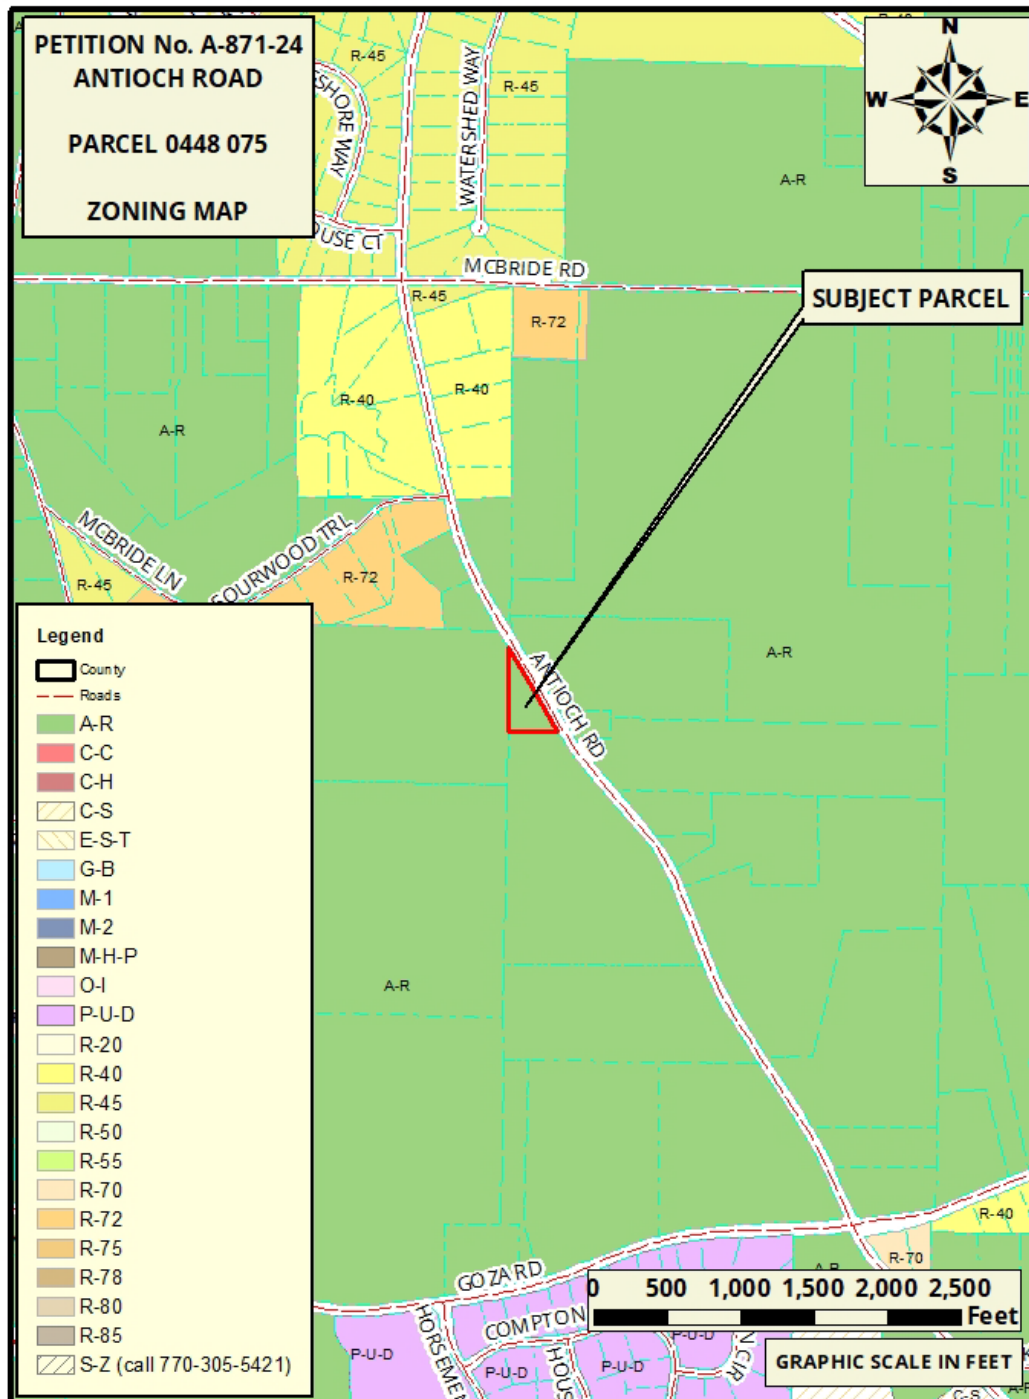 PETITION No. A-871-24
ANTIOCH ROAD
PARCEL 0448 075
ZONING MAP
N
W E
S
R-45
WATERSHED WAY
R-45
A-R
MCBRIDE RD
SUBJECT PARCEL
R-45
R-72
R-40
R-40
A-R
MCBRIDE LN
SOURWOOD TRL
R-45
R-72
ANTIOCH RD
A-R
Legend
County
Roads
A-R
C-C
C-H
C-S
E-S-T
G-B
M-1
M-2
M-H-P
O-I
P-U-D
R-20
R-40
R-45
R-50
R-55
R-70
R-72
R-75
R-78
R-80
R-85
S-Z (call 770-305-5421)
A-R
R-40
R-70
A-R
GOZA RD
COMPTON
P-U-D
P-U-D
P-U-D
P-U-D
C-S
0 500 1,000 1,500 2,000 2,500
Feet
GRAPHIC SCALE IN FEET